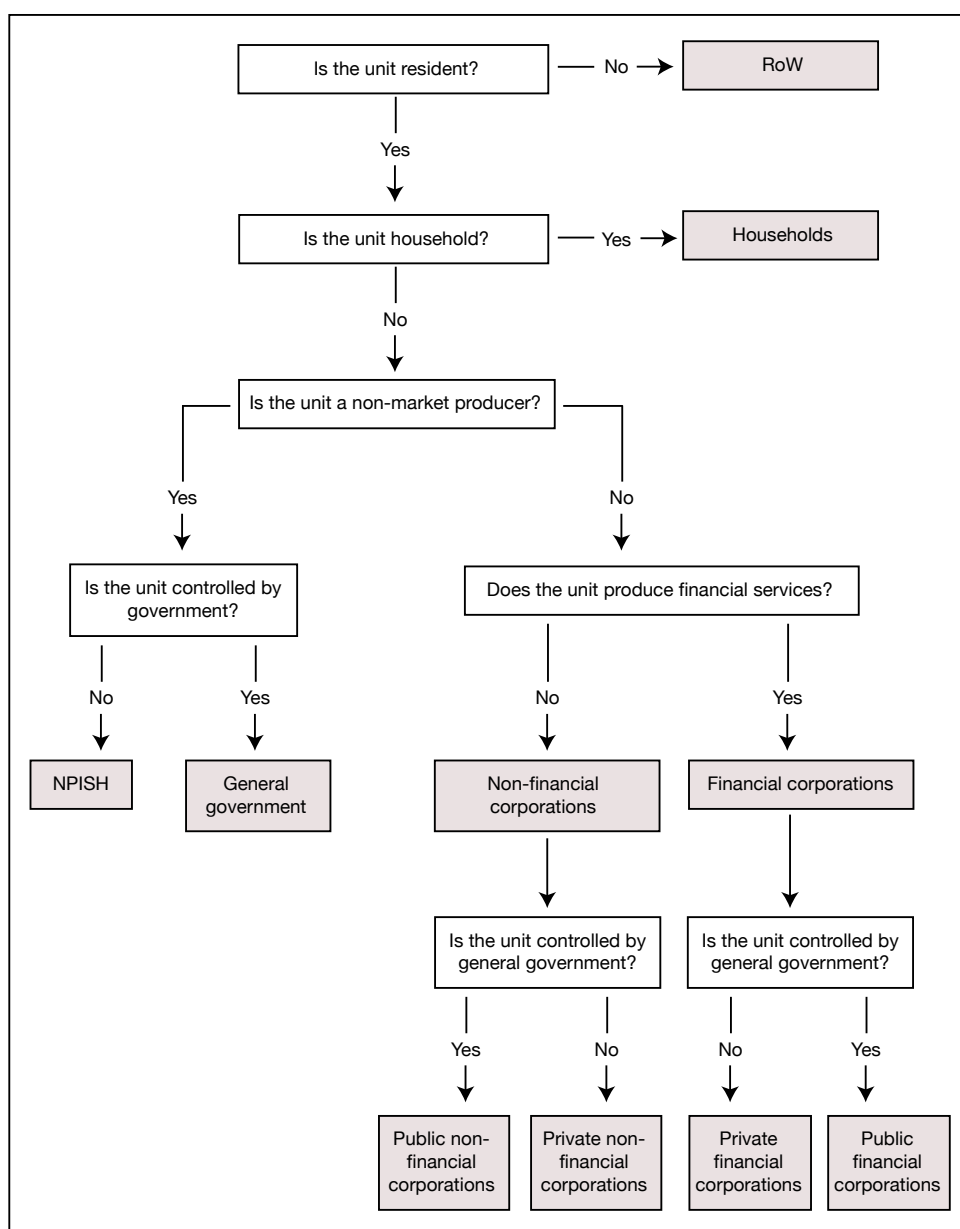 Is the unit resident?
No
RoW
Yes
Is the unit household?
Yes
Households
No
Is the unit a non-market producer?
Yes
No
Is the unit controlled by
government?
Does the unit produce financial services?
No
Yes
No
Yes
NPISH
General
government
Non-financial
corporations
Financial corporations
Is the unit controlled by
general government?
Is the unit controlled by
general government?
Yes
No
No
Yes
Public non-
financial
corporations
Private non-
financial
corporations
Private
financial
corporations
Public
financial
corporations